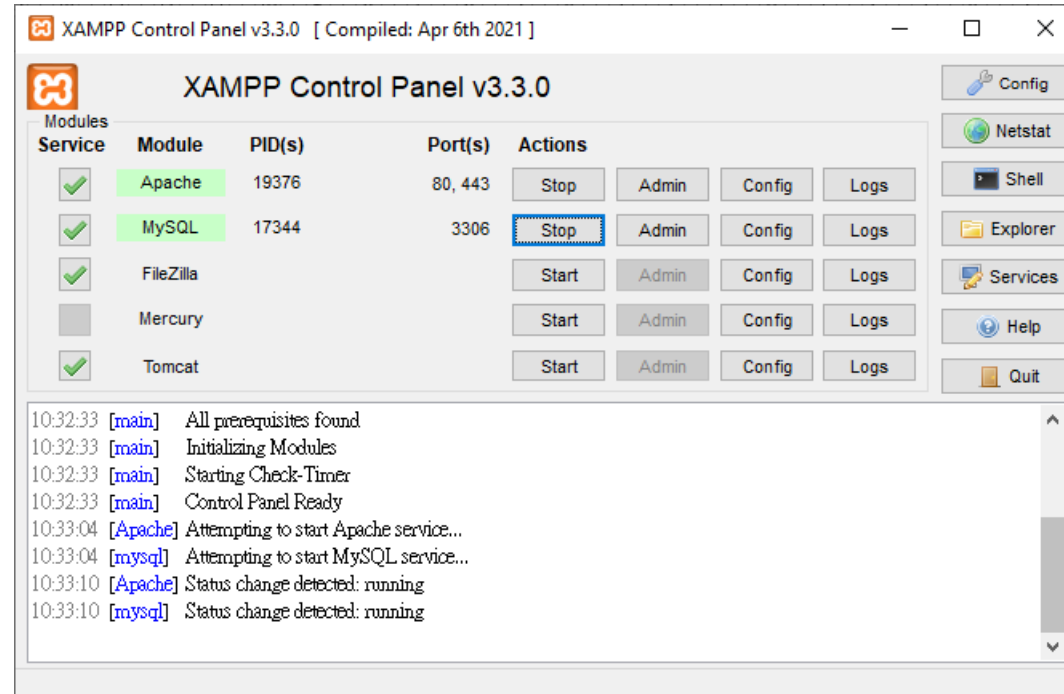 XAMPP Control Panel v3.3.0 [ Compiled: Apr 6th 2021 ]
XAMPP Control Panel v3.3.0
Config
Modules
Netstat
Service Module PID(s) Port(s) Actions
Apache 19376 80, 443 Stop Admin Config Logs
Shell
MySQL 17344 3306 Stop Admin Config Logs
Explorer
FileZilla Start Admin Config Logs
Services
Mercury Start Admin Config Logs
Help
Tomcat Start Admin Config Logs
Quit
10:32:33 [main] All prerequisites found
10:32:33 [main] Initializing Modules
10:32:33 [main] Starting Check-Timer
10:32:33 [main] Control Panel Ready
10:33:04 [Apache] Attempting to start Apache service...
10:33:04 [mysql] Attempting to start MySQL service...
10:33:10 [Apache] Status change detected: running
10:33:10 [mysql] Status change detected: running